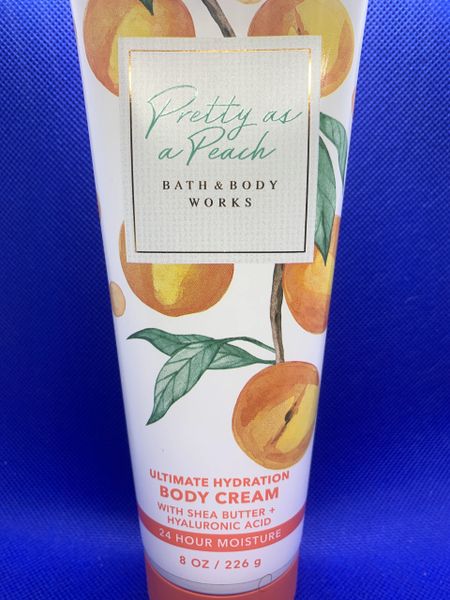 Pretty as
a Peach
BATH & BODY
WORKS
ULTIMATE HYDRATION
BODY CREAM
WITH SHEA BUTTER +
HYALURONIC ACID
24 HOUR MOISTURE
8 OZ / 226 g